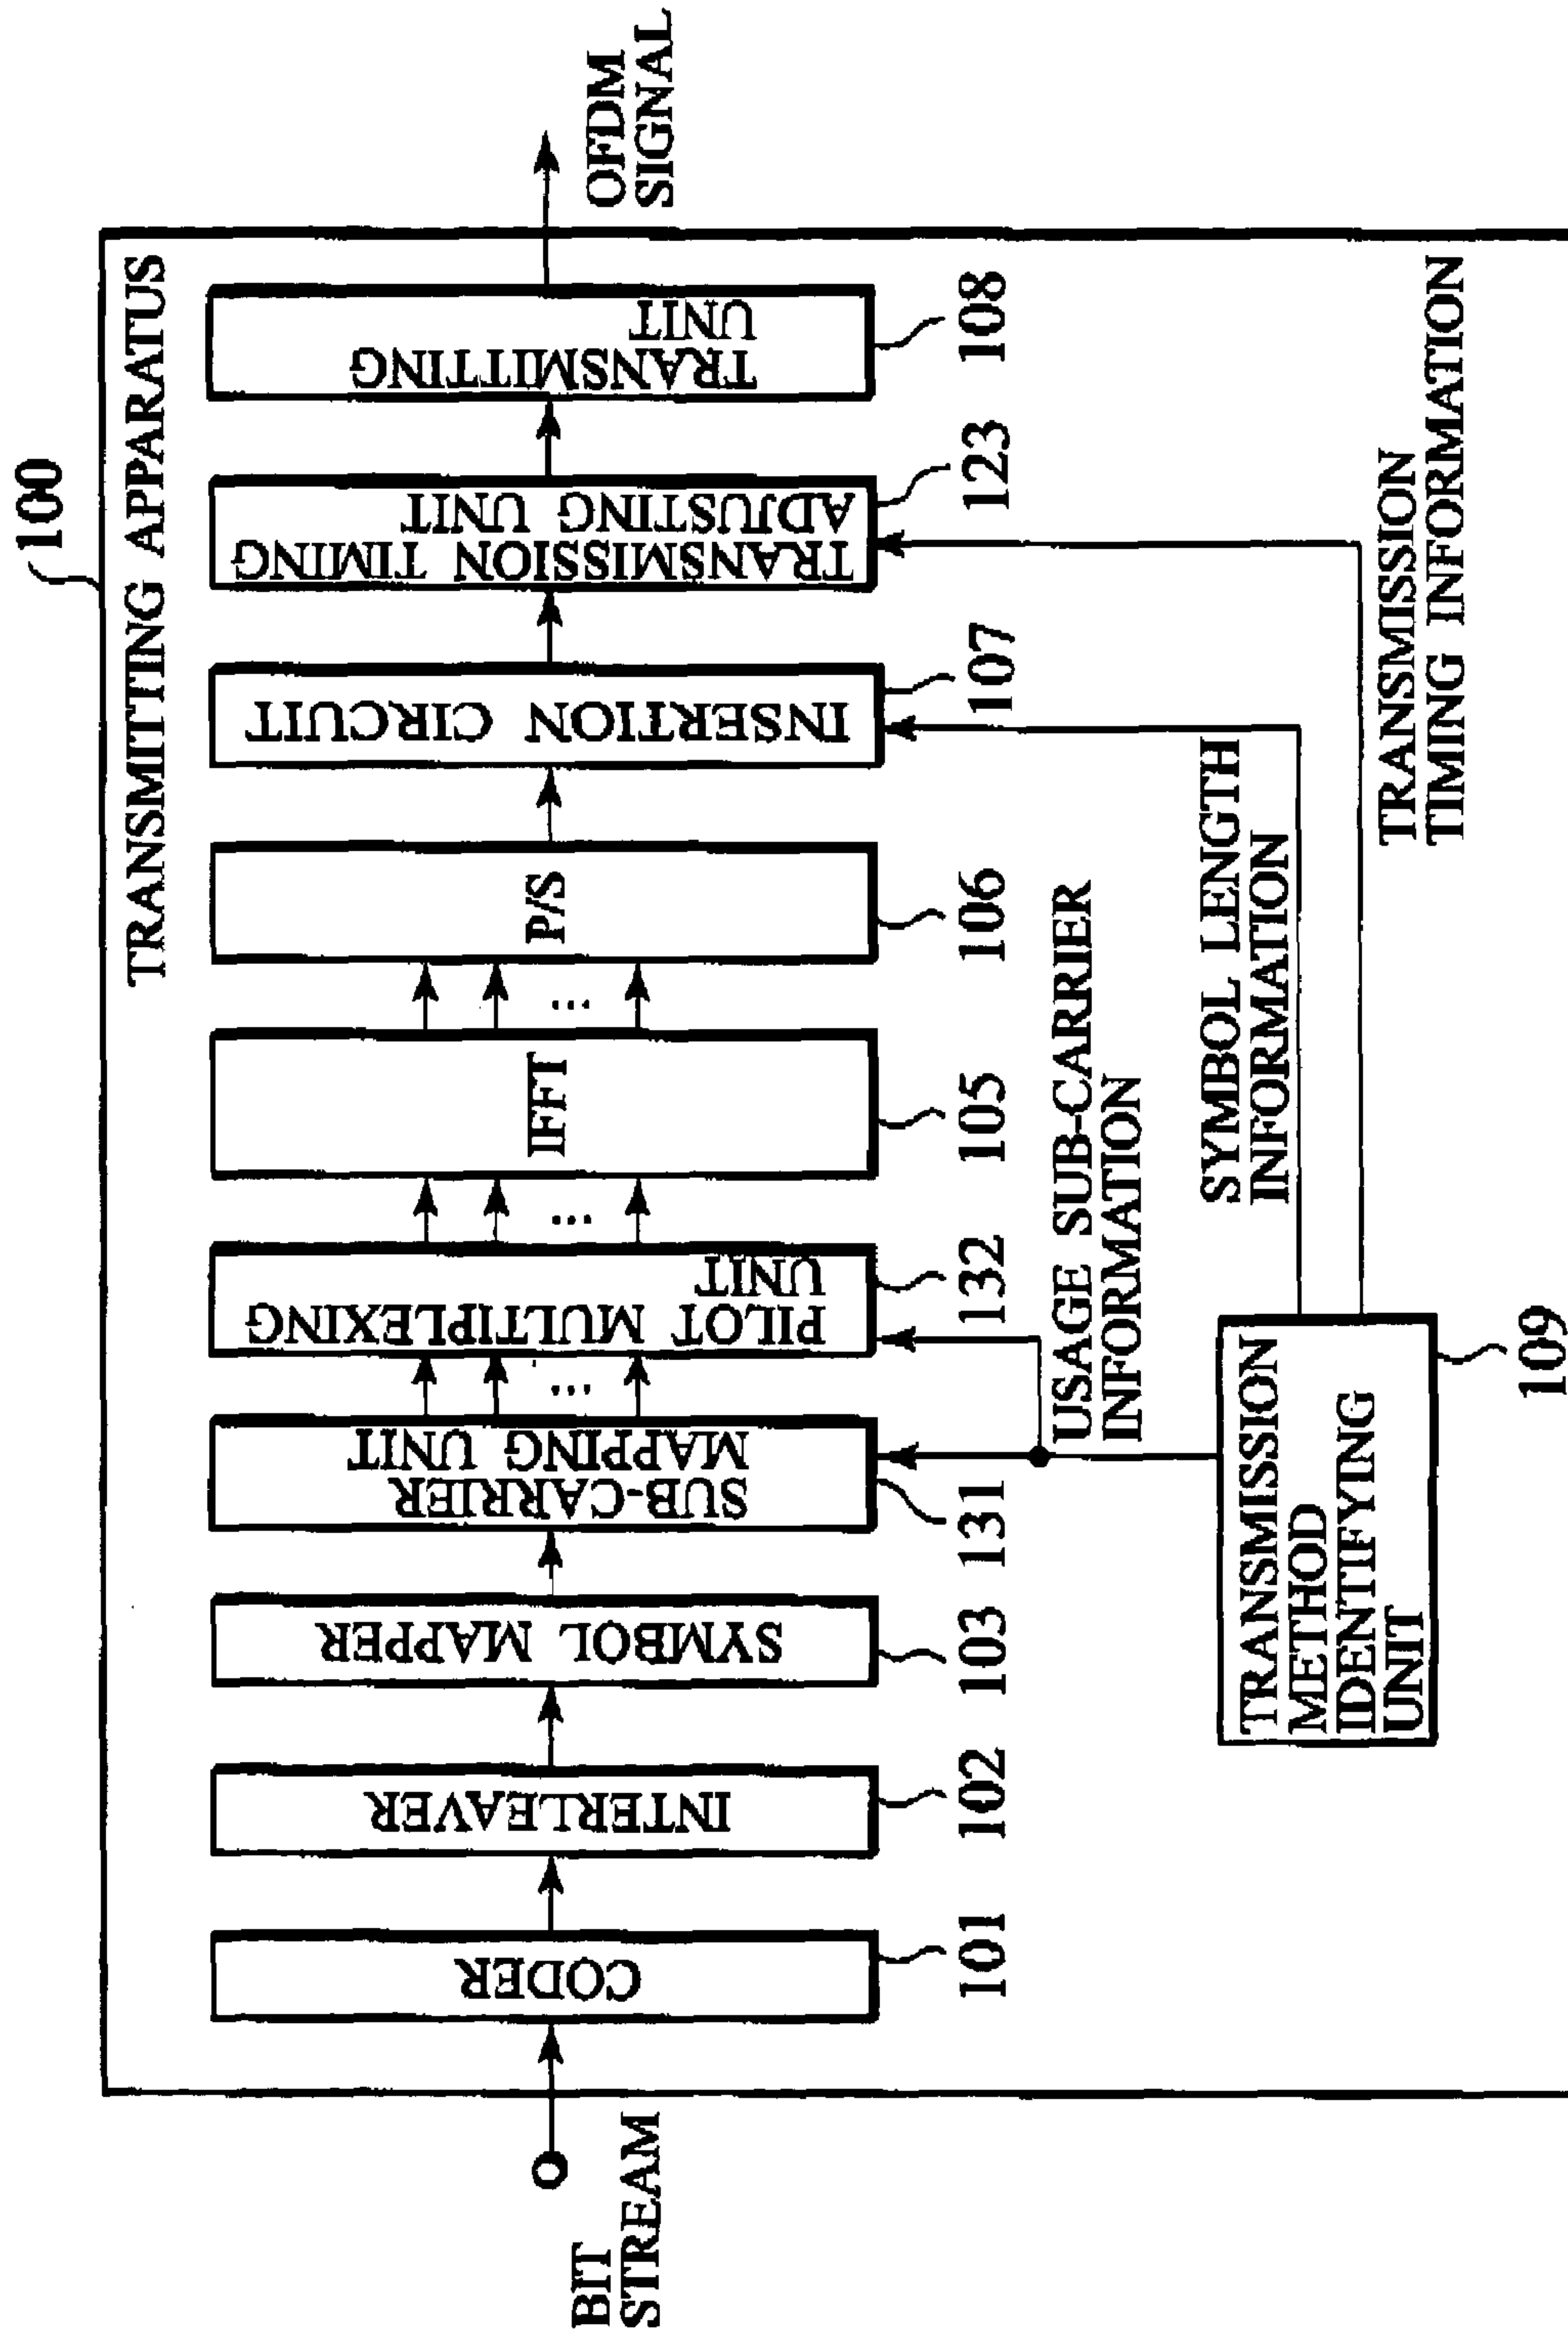 100
TRANSMITTING APPARATUS
BIT
STREAM
CODER
101
INTERLEAVER
102
SYMBOL MAPPER
103
SUB-CARRIER
MAPPING UNIT
131
PILOT MULTIPLEXING
UNIT
132
IFFT
105
P/S
106
INSERTION CIRCUIT
107
TRANSMISSION TIMING
ADJUSTING UNIT
123
TRANSMITTING
UNIT
108
OFDM
SIGNAL
...
...
...
USAGE SUB-CARRIER
INFORMATION
SYMBOL LENGTH
INFORMATION
TRANSMISSION
TIMING INFORMATION
TRANSMISSION
METHOD
IDENTIFYING
UNIT
109